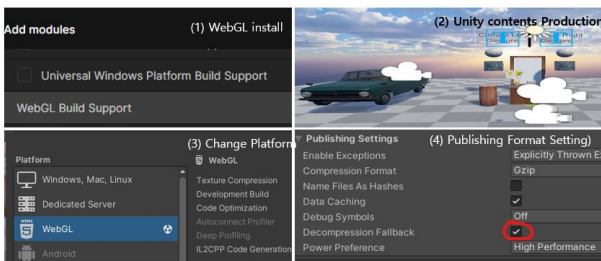 Add modules
(1) WebGL install
Universal Windows Platform Build Support
WebGL Build Support
(2) Unity contents Production
(3) Change Platform
Platform
Windows, Mac, Linux
Dedicated Server
WebGL
Android
WebGL
Texture Compression
Development Build
Code Optimization
Autoconnect Profiler
Deep Profiling
IL2CPP Code Generation
Publishing Settings
(4) Publishing Format Setting)
Enable Exceptions
Explicitly Thrown E
Compression Format
Gzip
Name Files As Hashes
Data Caching
Debug Symbols
Off
Decompression Fallback
Power Preference
High Performance